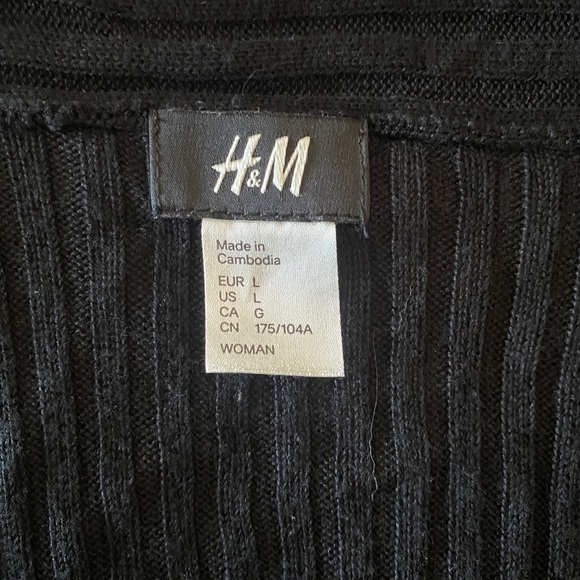 H&M
Made in
Cambodia
EUR L
US L
CA G
CN 175/104A
WOMAN